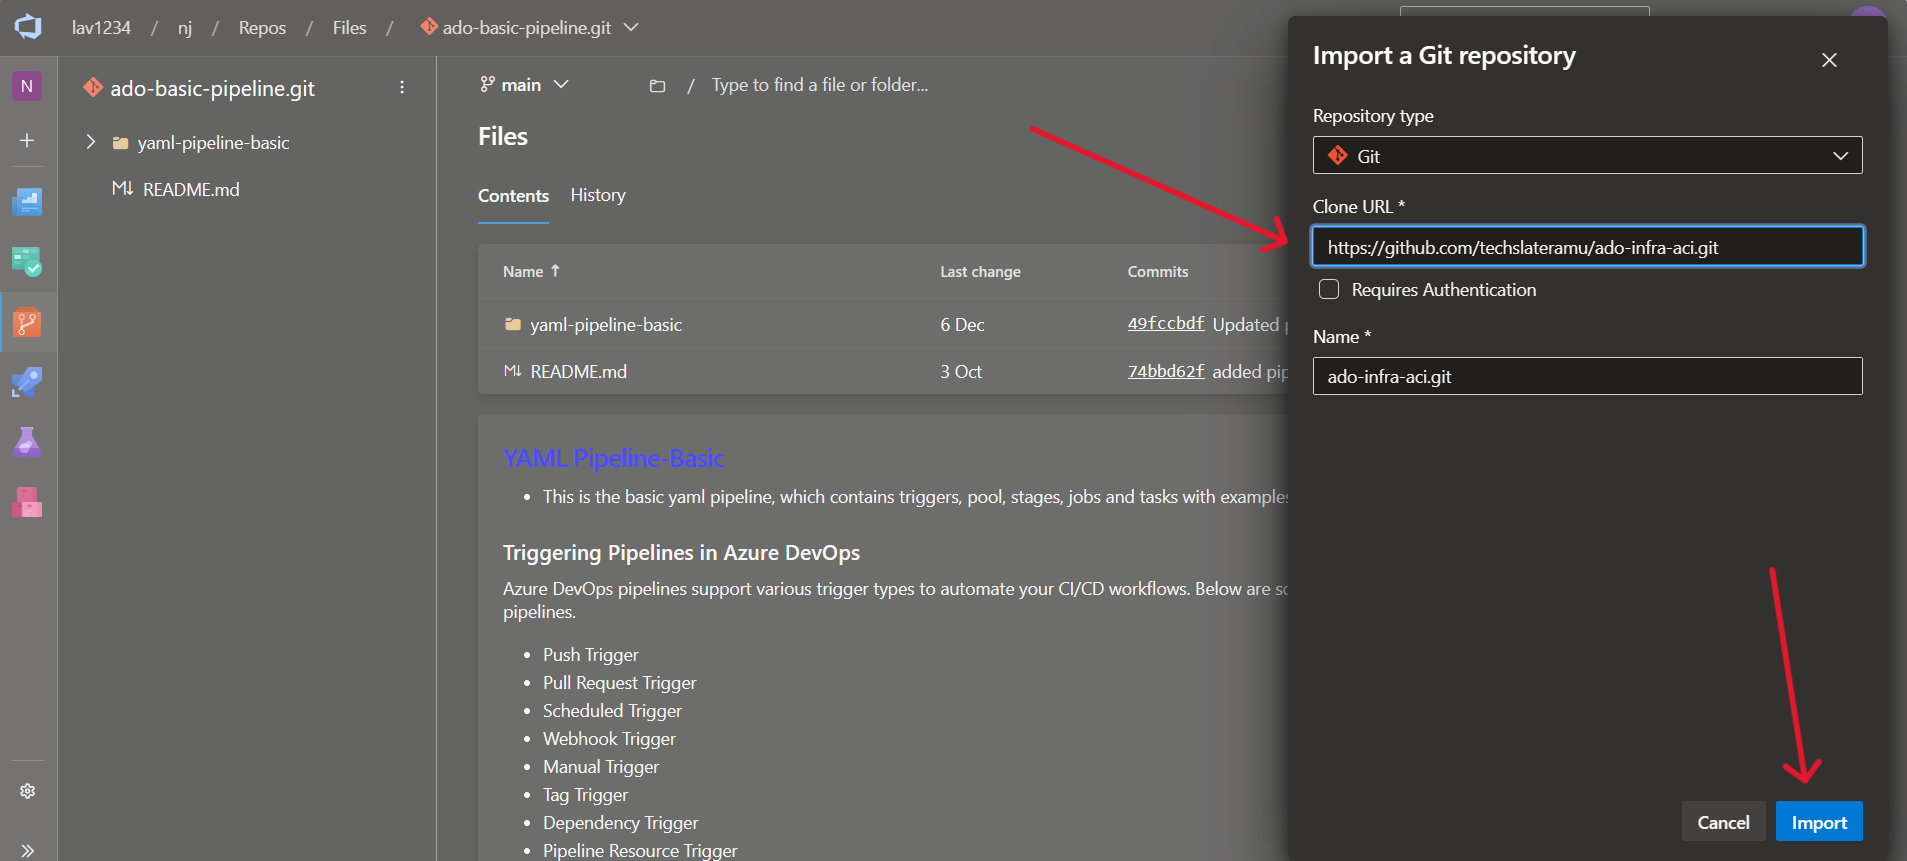 lav1234 / nj / Repos / Files / ado-basic-pipeline.git
N
ado-basic-pipeline.git
yaml-pipeline-basic
README.md
main
/ Type to find a file or folder...
Files
Contents History
Name ↑ Last change Commits
yaml-pipeline-basic 6 Dec 49fccbdf Updated
README.md 3 Oct 74bbd62f added
YAML Pipeline-Basic
• This is the basic yaml pipeline, which contains triggers, pool, stages, jobs and tasks with examples
Triggering Pipelines in Azure DevOps
Azure DevOps pipelines support various trigger types to automate your CI/CD workflows. Below are
pipelines.
• Push Trigger
• Pull Request Trigger
• Scheduled Trigger
• Webhook Trigger
• Manual Trigger
• Tag Trigger
• Dependency Trigger
• Pipeline Resource Trigger
Import a Git repository
Repository type
Git
Clone URL *
https://github.com/techslateramu/ado-infra-aci.git
Requires Authentication
Name *
ado-infra-aci.git
Cancel Import